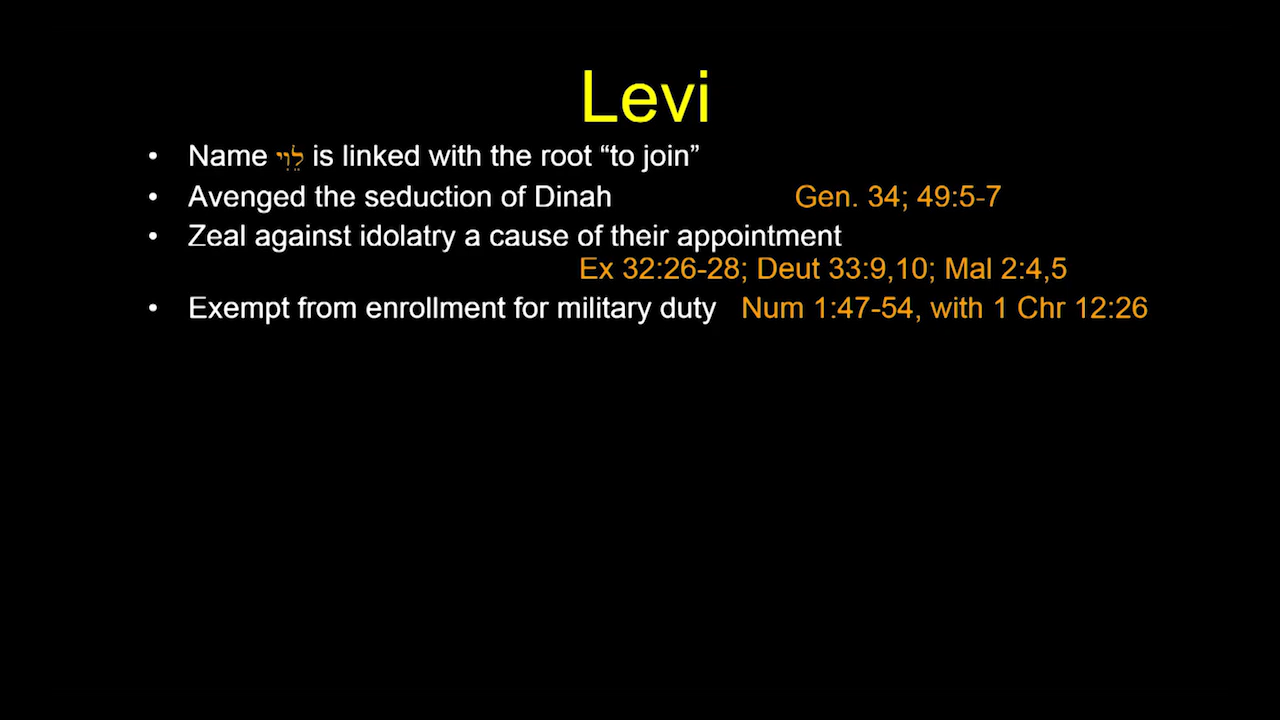 Levi
• Name לֵוִי is linked with the root “to join”
• Avenged the seduction of Dinah Gen. 34; 49:5-7
• Zeal against idolatry a cause of their appointment
Ex 32:26-28; Deut 33:9,10; Mal 2:4,5
• Exempt from enrollment for military duty Num 1:47-54, with 1 Chr 12:26